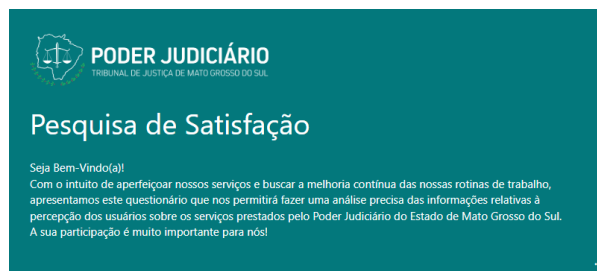 PODER JUDICIÁRIO
TRIBUNAL DE JUSTIÇA DE MATO GROSSO DO SUL
Pesquisa de Satisfação
Seja Bem-Vindo(a)!
Com o intuito de aperfeiçoar nossos serviços e buscar a melhoria contínua das nossas rotinas de trabalho,
apresentamos este questionário que nos permitirá fazer uma análise precisa das informações relativas à
percepção dos usuários sobre os serviços prestados pelo Poder Judiciário do Estado de Mato Grosso do Sul.
A sua participação é muito importante para nós!